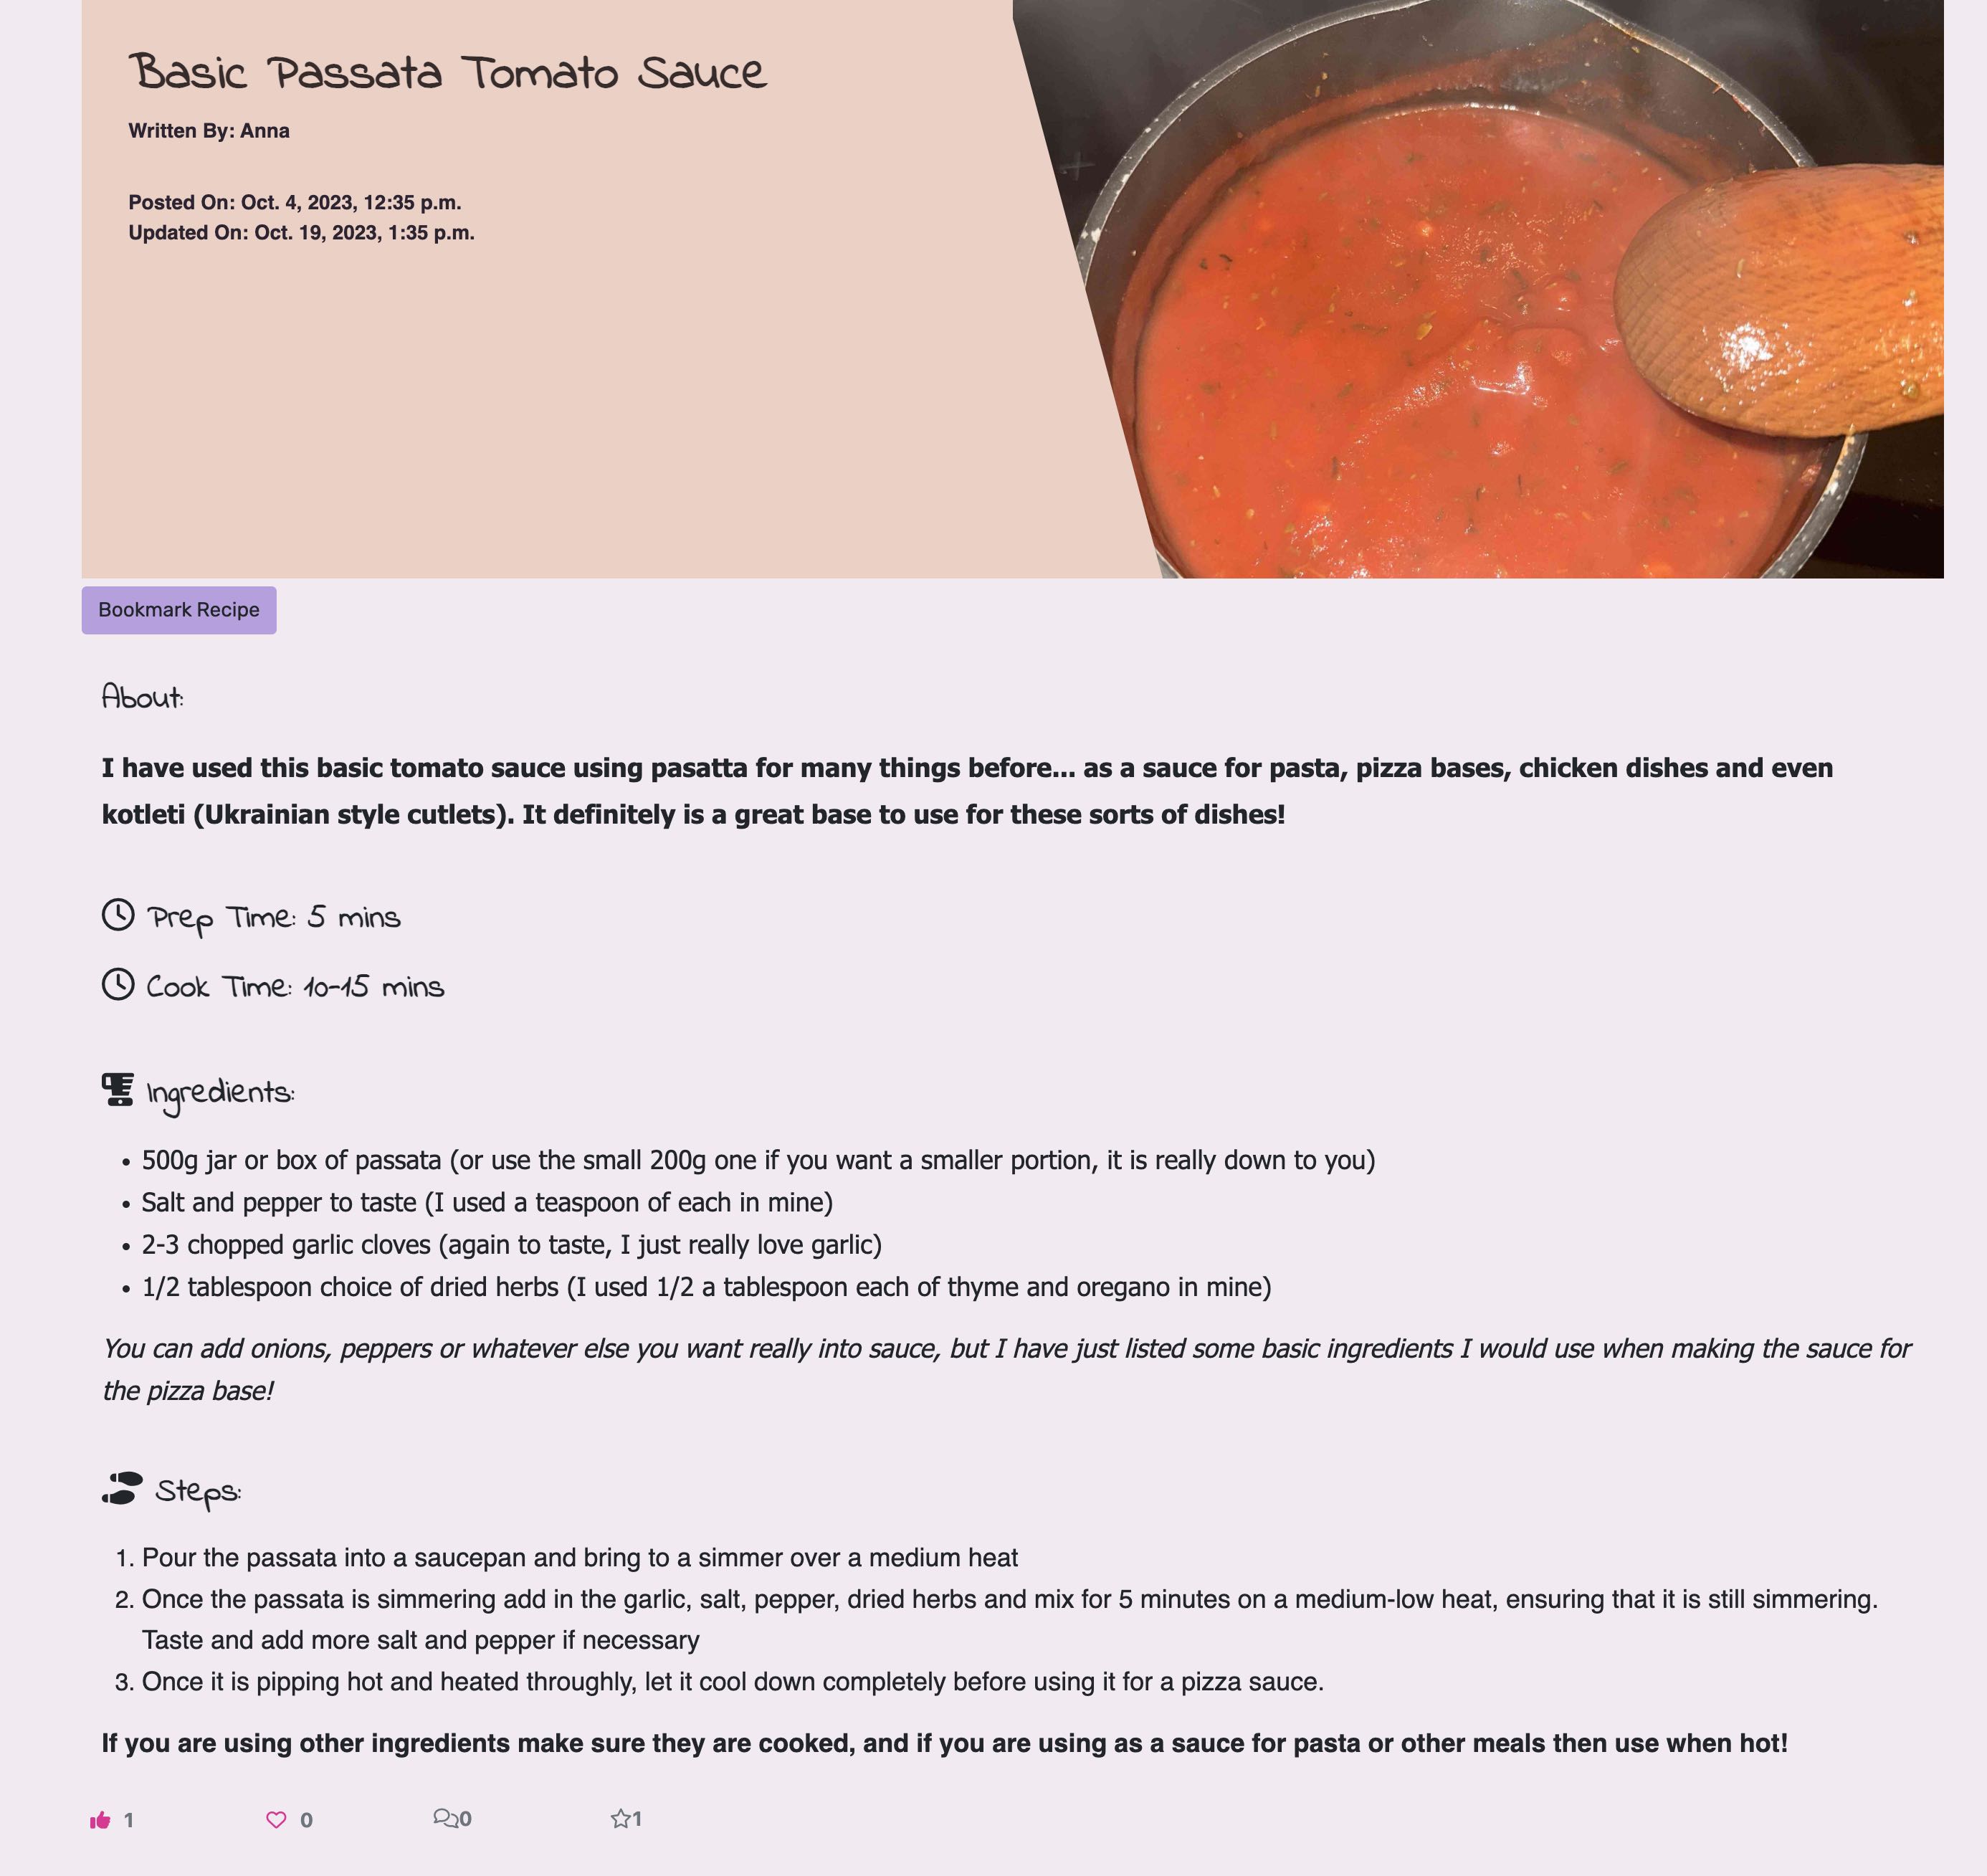 Basic Passata Tomato Sauce
Written By: Anna
Posted On: Oct. 4, 2023, 12:35 p.m.
Updated On: Oct. 19, 2023, 1:35 p.m.
Bookmark Recipe
About:
I have used this basic tomato sauce using pasatta for many things before... as a sauce for pasta, pizza bases, chicken dishes and even
kotleti (Ukrainian style cutlets). It definitely is a great base to use for these sorts of dishes!
Prep Time: 5 mins
Cook Time: 10-15 mins
Ingredients:
• 500g jar or box of passata (or use the small 200g one if you want a smaller portion, it is really down to you)
• Salt and pepper to taste (I used a teaspoon of each in mine)
• 2-3 chopped garlic cloves (again to taste, I just really love garlic)
• 1/2 tablespoon choice of dried herbs (I used 1/2 a tablespoon each of thyme and oregano in mine)
You can add onions, peppers or whatever else you want really into sauce, but I have just listed some basic ingredients I would use when making the sauce for
the pizza base!
Steps:
1. Pour the passata into a saucepan and bring to a simmer over a medium heat
2. Once the passata is simmering add in the garlic, salt, pepper, dried herbs and mix for 5 minutes on a medium-low heat, ensuring that it is still simmering.
Taste and add more salt and pepper if necessary
3. Once it is pipping hot and heated throughly, let it cool down completely before using it for a pizza sauce.
If you are using other ingredients make sure they are cooked, and if you are using as a sauce for pasta or other meals then use when hot!
1 0 0 1